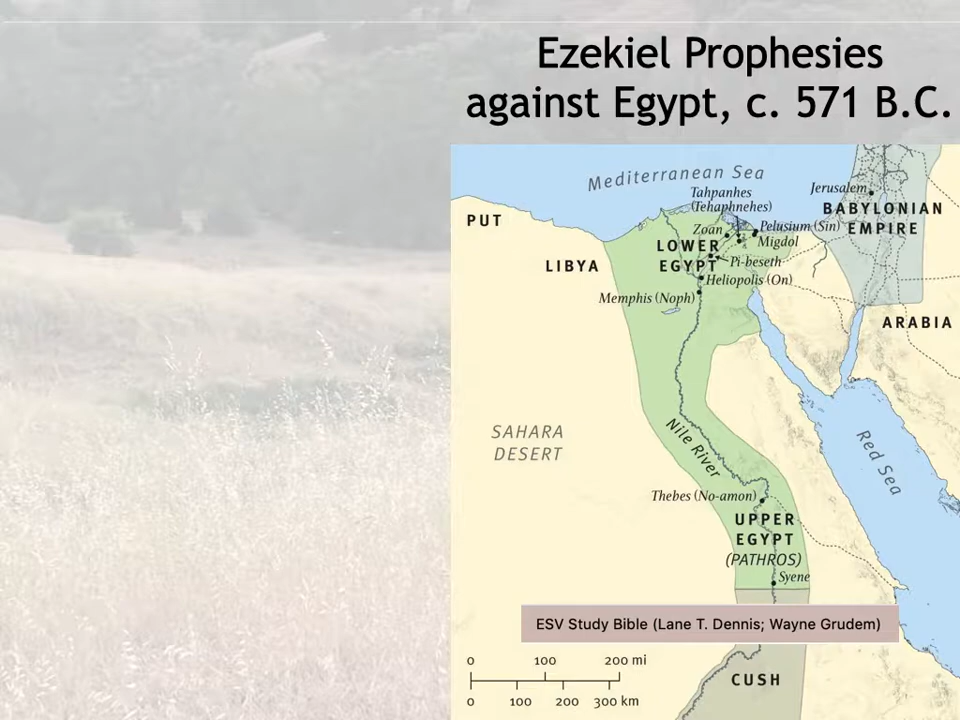 Ezekiel Prophesies
against Egypt, c. 571 B.C.
Mediterranean Sea
PUT
LIBYA
Tahpanhes
(Tehaphnehes)
Jerusalem
BABYLONIAN
EMPIRE
Zoan
Pelusium (Sin)
Migdol
LOWER
EGYPT
Pi-beseth
Heliopolis (On)
Memphis (Noph)
ARABIA
SAHARA
DESERT
Nile River
Red Sea
Thebes (No-amon)
UPPER
EGYPT
(PATHROS)
Syene
ESV Study Bible (Lane T. Dennis; Wayne Grudem)
0 100 200 mi
0 100 200 300 km
CUSH